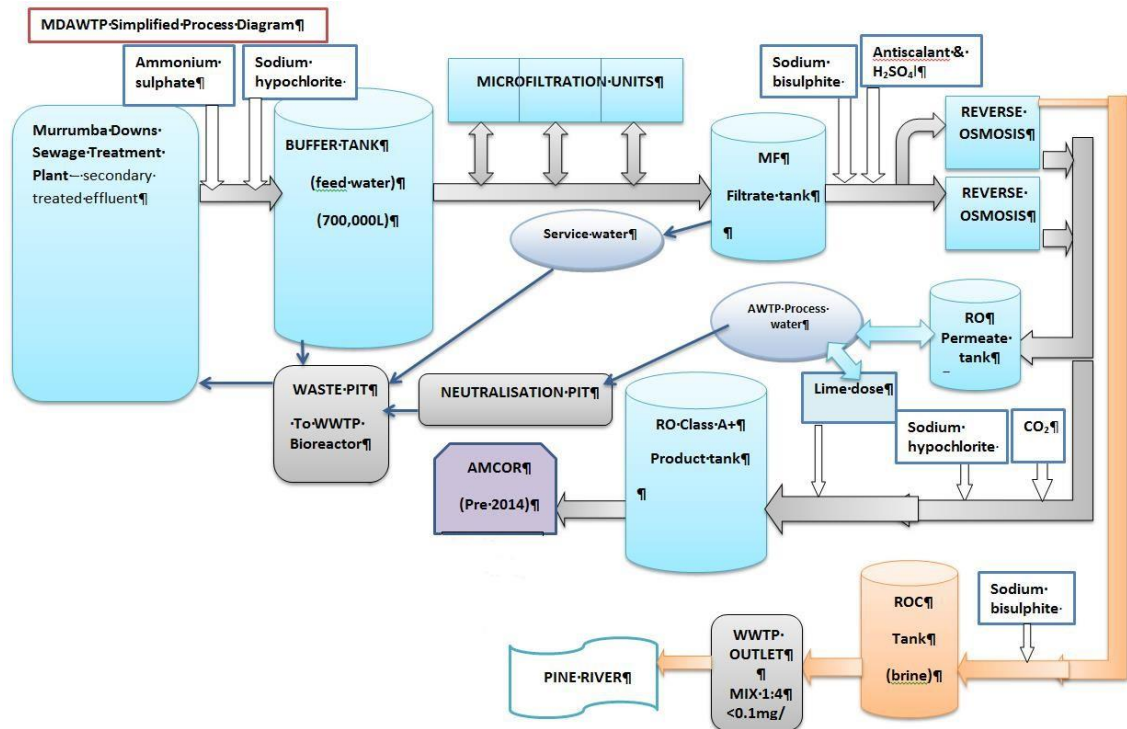 MDAWTP·Simplified·Process·Diagram¶
Ammonium·
sulphate¶
Sodium·
hypochlorite·
Murrumba·Downs·
Sewage·Treatment·
Plant·–·secondary·
treated·effluent¶
BUFFER·TANK¶
(feed·water)¶
(700,000L)¶
MICROFILTRATION·UNITS¶
Sodium·
bisulphite·
Antiscalant·&·
H₂SO₄¶
MF¶
Filtrate·tank¶
¶
REVERSE·
OSMOSIS¶
REVERSE·
OSMOSIS¶
Service·water¶
AWTP·Process·
water¶
RO¶
Permeate·
tank¶
WASTE·PIT¶
To·WWTP·
Bioreactor¶
NEUTRALISATION·PIT¶
Lime·dose¶
Sodium·
hypochlorite·
CO₂¶
RO·Class·A+¶
Product·tank¶
¶
AMCOR¶
(Pre·2014)¶
Sodium·
bisulphite·
ROC¶
Tank¶
(brine)¶
WWTP·
OUTLET¶
¶
MIX·1:4¶
<0.1mg/
PINE·RIVER¶